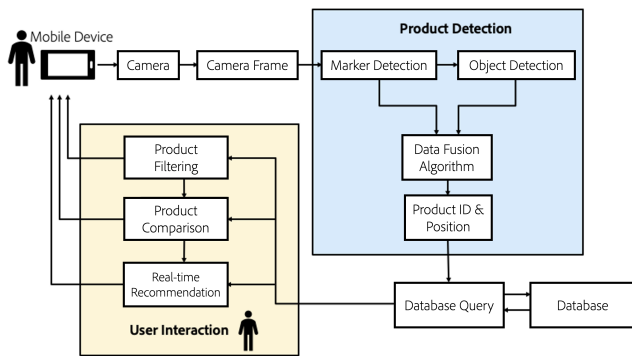 Product Detection
Mobile Device
Camera
Camera Frame
Marker Detection
Object Detection
Data Fusion
Algorithm
Product ID &
Position
Product
Filtering
Product
Comparison
Real-time
Recommendation
User Interaction
Database Query
Database